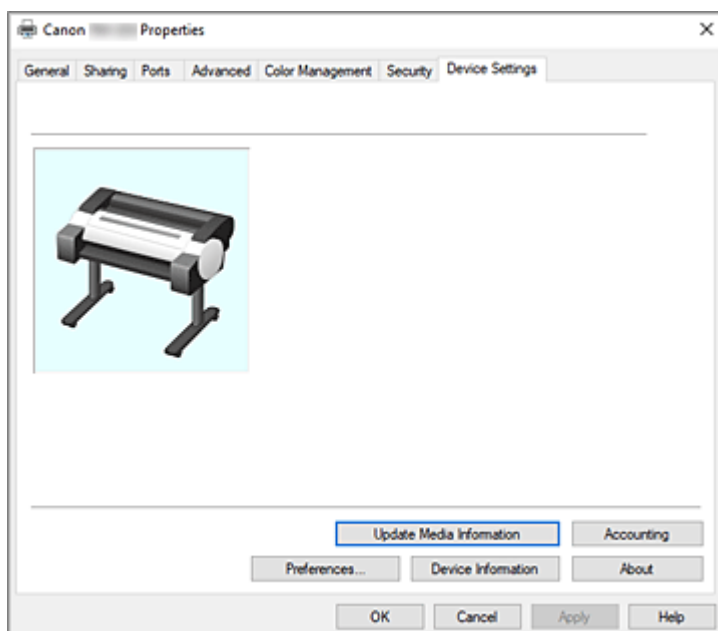 Canon Properties
General Sharing Ports Advanced Color Management Security Device Settings
Update Media Information Accounting
Preferences... Device Information About
OK Cancel Apply Help